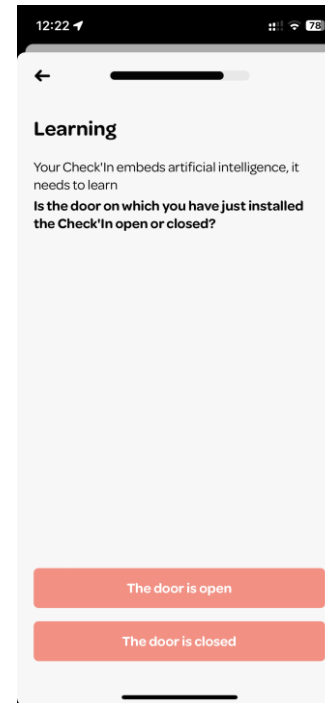 12:22
78
Learning
Your Check'In embeds artificial intelligence, it
needs to learn
Is the door on which you have just installed
the Check'In open or closed?
The door is open
The door is closed